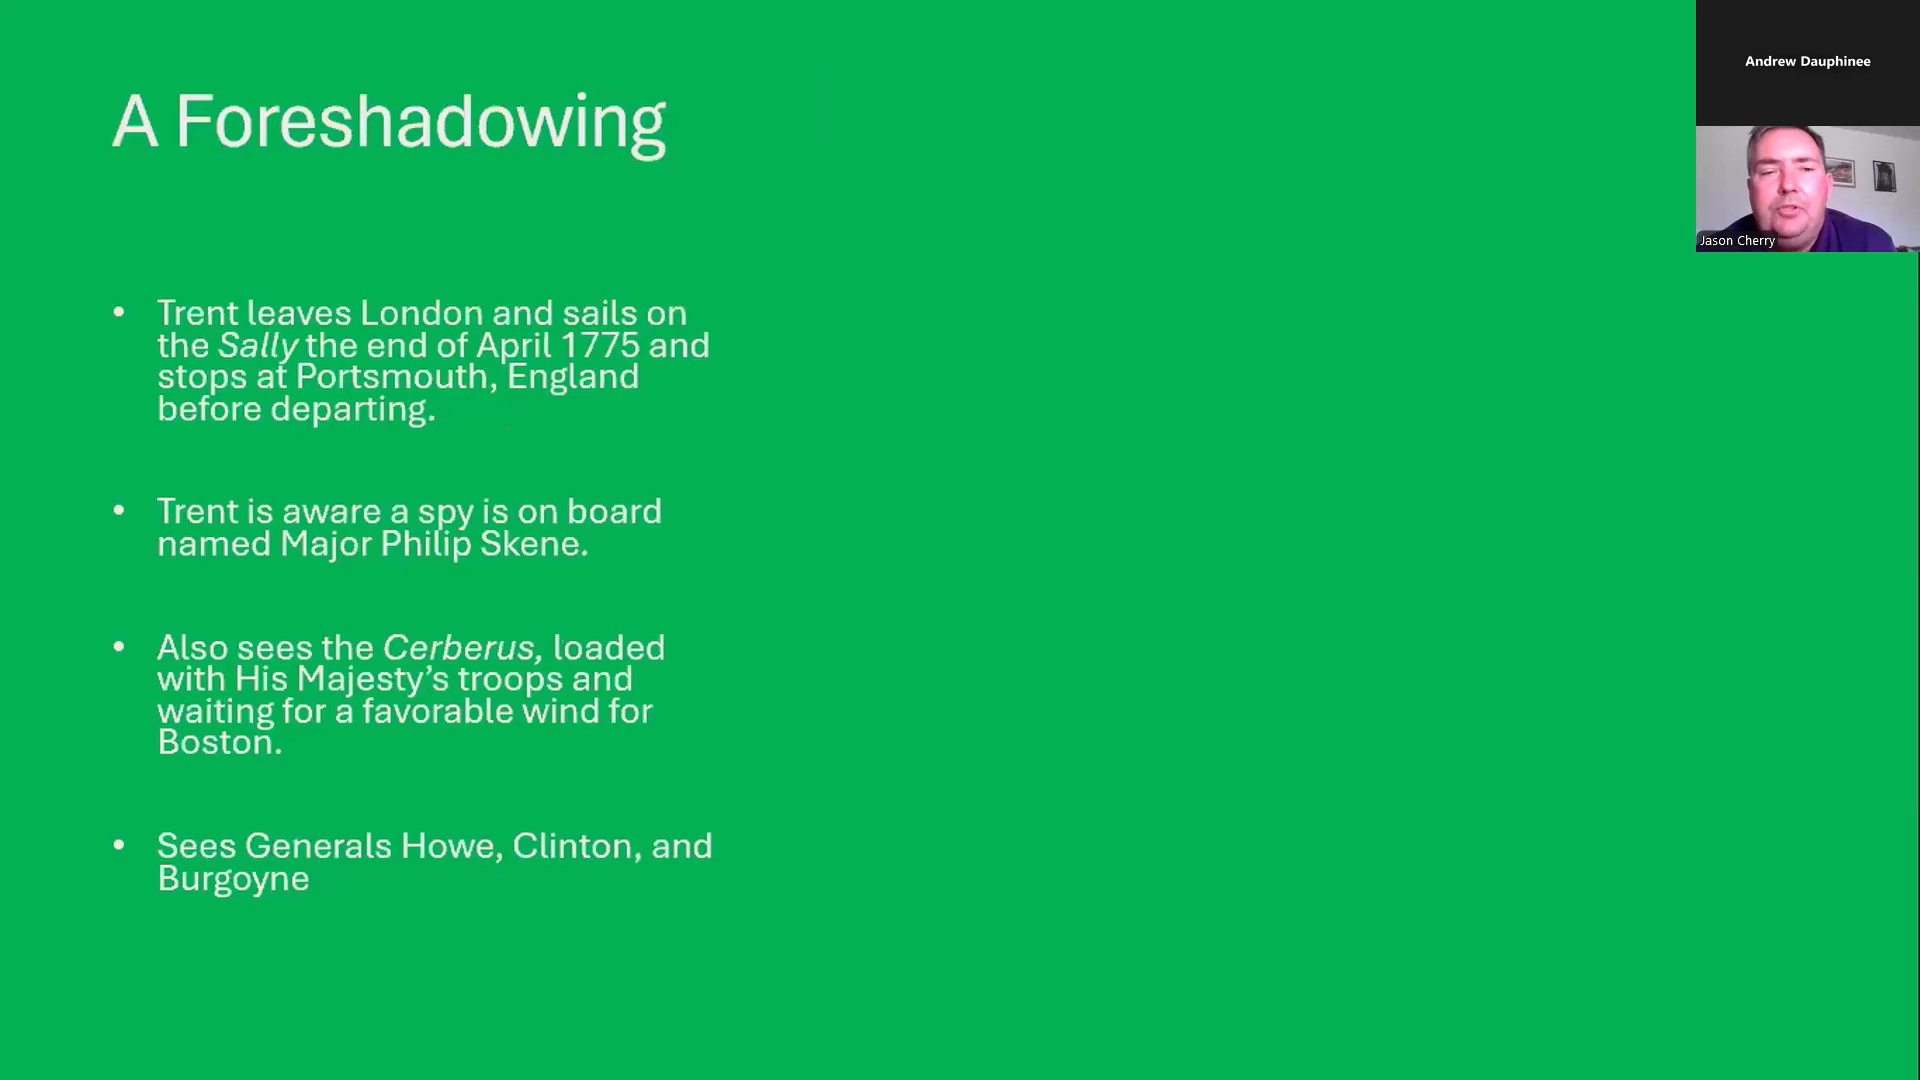 A Foreshadowing
• Trent leaves London and sails on
the Sally the end of April 1775 and
stops at Portsmouth, England
before departing.
• Trent is aware a spy is on board
named Major Philip Skene.
• Also sees the Cerberus, loaded
with His Majesty’s troops and
waiting for a favorable wind for
Boston.
• Sees Generals Howe, Clinton, and
Burgoyne
Andrew Dauphinee
Jason Cherry